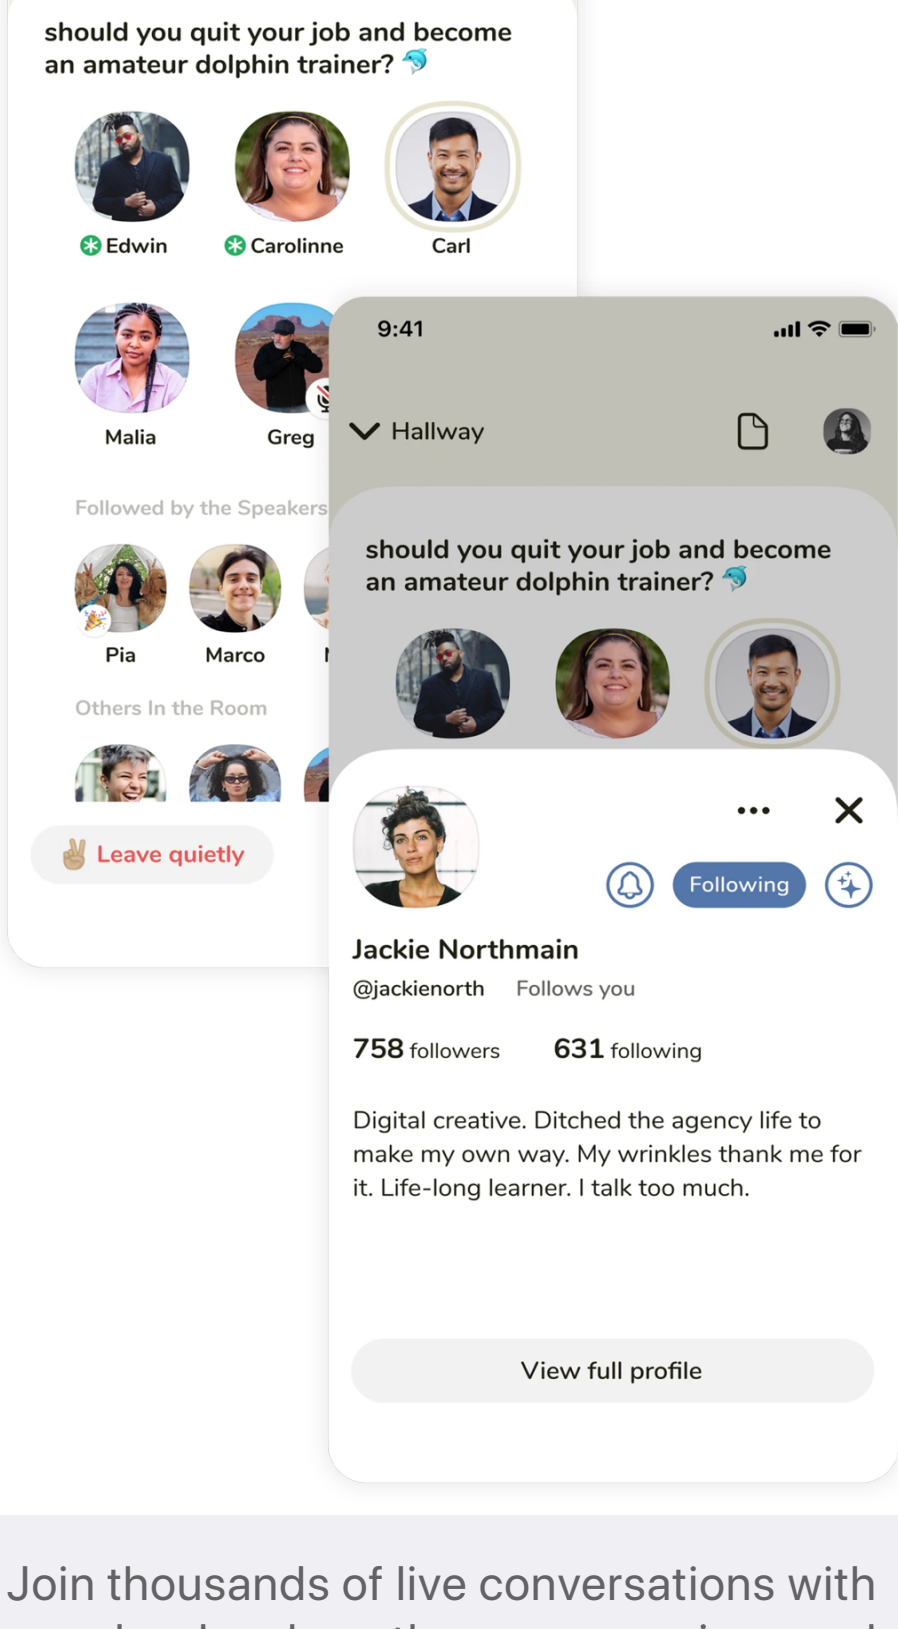 should you quit your job and become
an amateur dolphin trainer? 🐬
Edwin
Carolinne
Carl
Malia
Greg
Followed by the Speakers
Pia
Marco
Others In the Room
✌🏼 Leave quietly
9:41
Hallway
should you quit your job and become
an amateur dolphin trainer? 🐬
Following
Jackie Northmain
@jackienorth Follows you
758 followers 631 following
Digital creative. Ditched the agency life to
make my own way. My wrinkles thank me for
it. Life-long learner. I talk too much.
View full profile
Join thousands of live conversations with